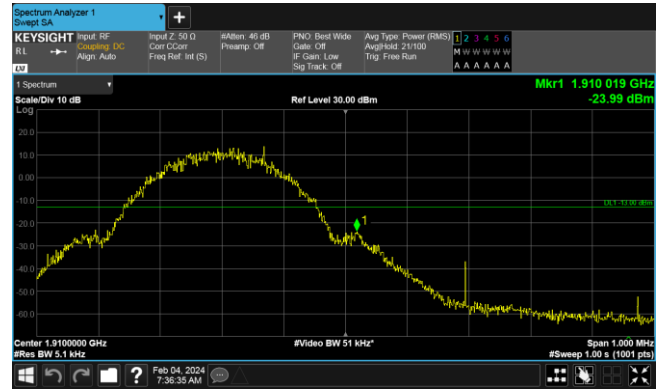 Spectrum Analyzer 1
Swept SA
KEYSIGHT
RL
LXI
Input: RF
Coupling: DC
Align: Auto
Input Z: 50 Ω
Corr CCorr
Freq Ref: Int (S)
#Atten: 46 dB
Preamp: Off
PNO: Best Wide
Gate: Off
IF Gain: Low
Sig Track: Off
Avg Type: Power (RMS)
Avg|Hold: 21/100
Trig: Free Run
1 2 3 4 5 6
M W W W W W
A A A A A A
1 Spectrum
Scale/Div 10 dB
Log
Ref Level 30.00 dBm
Mkr1 1.910 019 GHz
-23.99 dBm
20.0
10.0
0.00
-10.0
DL1 -13.00 dBm
1
-20.0
-30.0
-40.0
-50.0
-60.0
Center 1.9100000 GHz
#Res BW 5.1 kHz
#Video BW 51 kHz*
Span 1.000 MHz
#Sweep 1.00 s (1001 pts)
?
Feb 04, 2024
7:36:35 AM